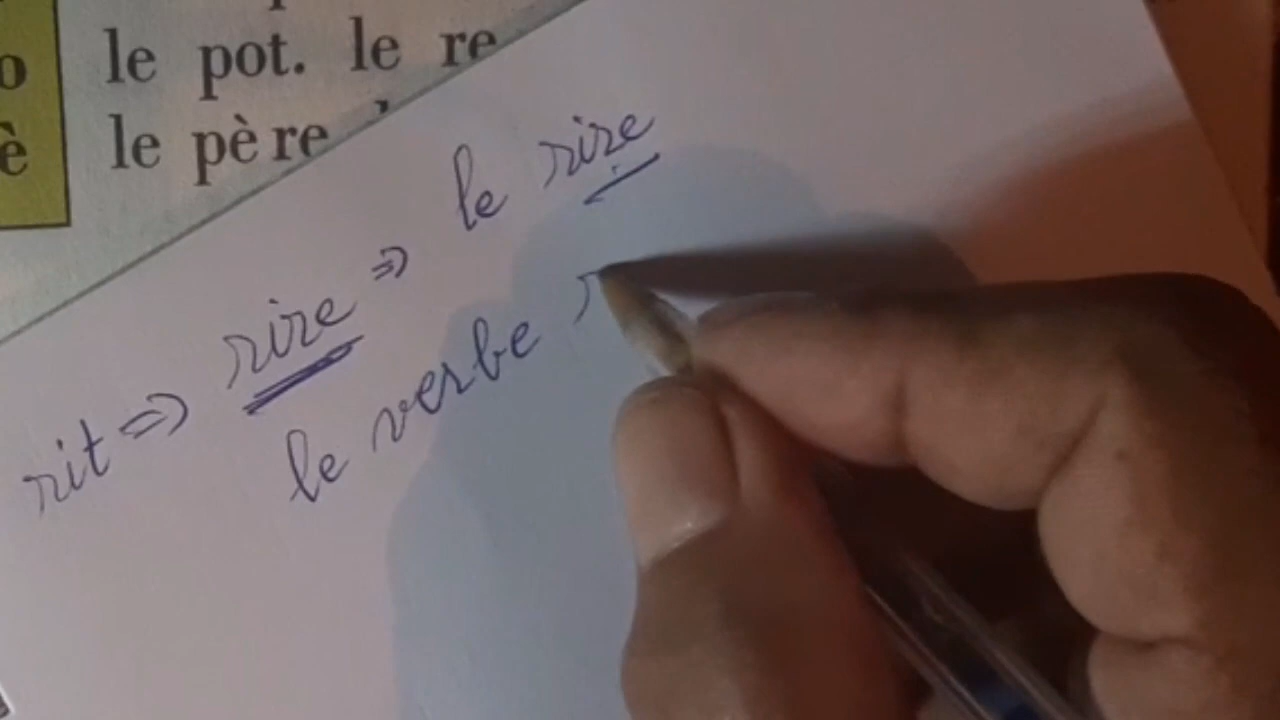 o le pot. le re
è le père
rit => rire => le rire
le verbe r